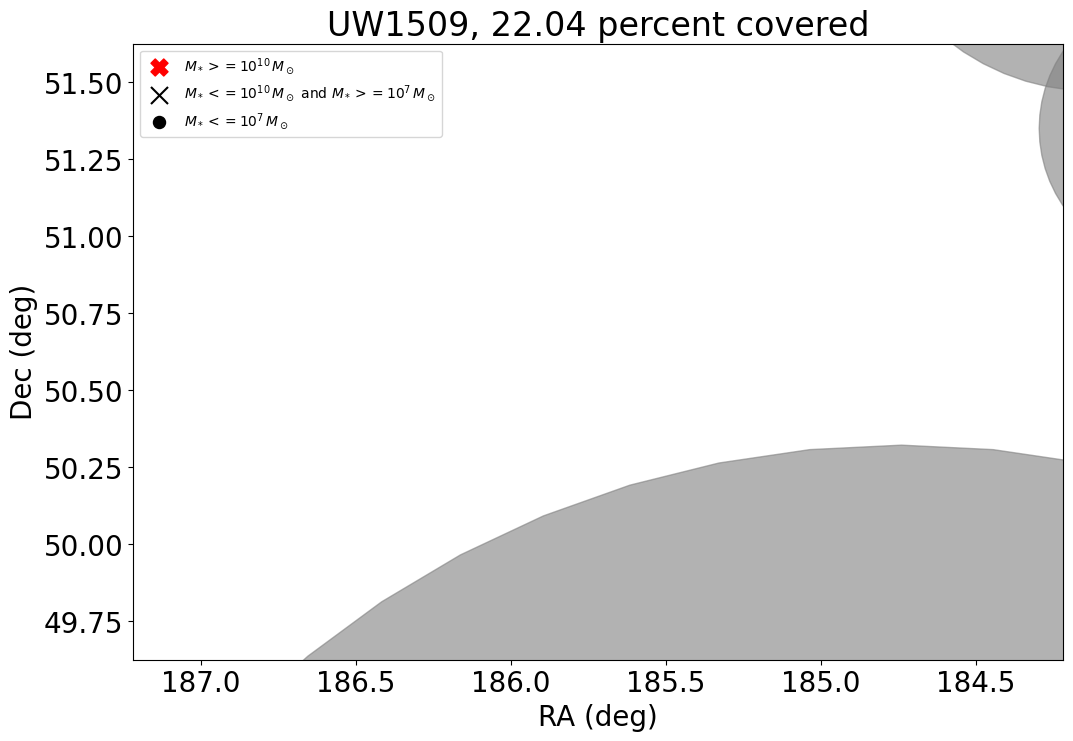 UW1509, 22.04 percent covered
M* >= 10^10 M⊙
M* <= 10^10 M⊙ and M* >= 10^7 M⊙
M* <= 10^7 M⊙
51.50
51.25
51.00
50.75
50.50
50.25
50.00
49.75
Dec (deg)
187.0 186.5 186.0 185.5 185.0 184.5
RA (deg)